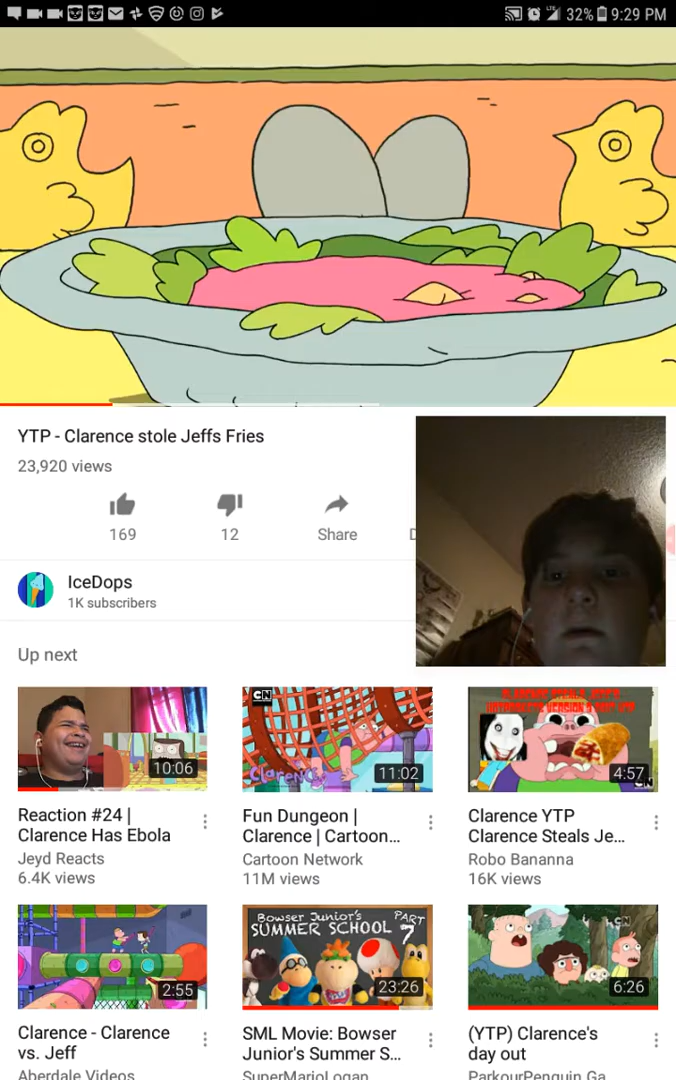 LTE 32% 9:29 PM
YTP - Clarence stole Jeffs Fries
23,920 views
169 12 Share D
IceDops
1K subscribers
Up next
10:06
CN
Clarence
11:02
4:57
CN
Reaction #24 |
Clarence Has Ebola
Jeyd Reacts
6.4K views
Fun Dungeon |
Clarence | Cartoon...
Cartoon Network
11M views
Clarence YTP
Clarence Steals Je...
Robo Bananna
16K views
2:55
Bowser Junior's
SUMMER SCHOOL
PART
7
23:26
CN
6:26
Clarence - Clarence
vs. Jeff
Aberdale Videos
SML Movie: Bowser
Junior's Summer S...
SuperMarioLogan
(YTP) Clarence's
day out
ParkourPenguin Ga